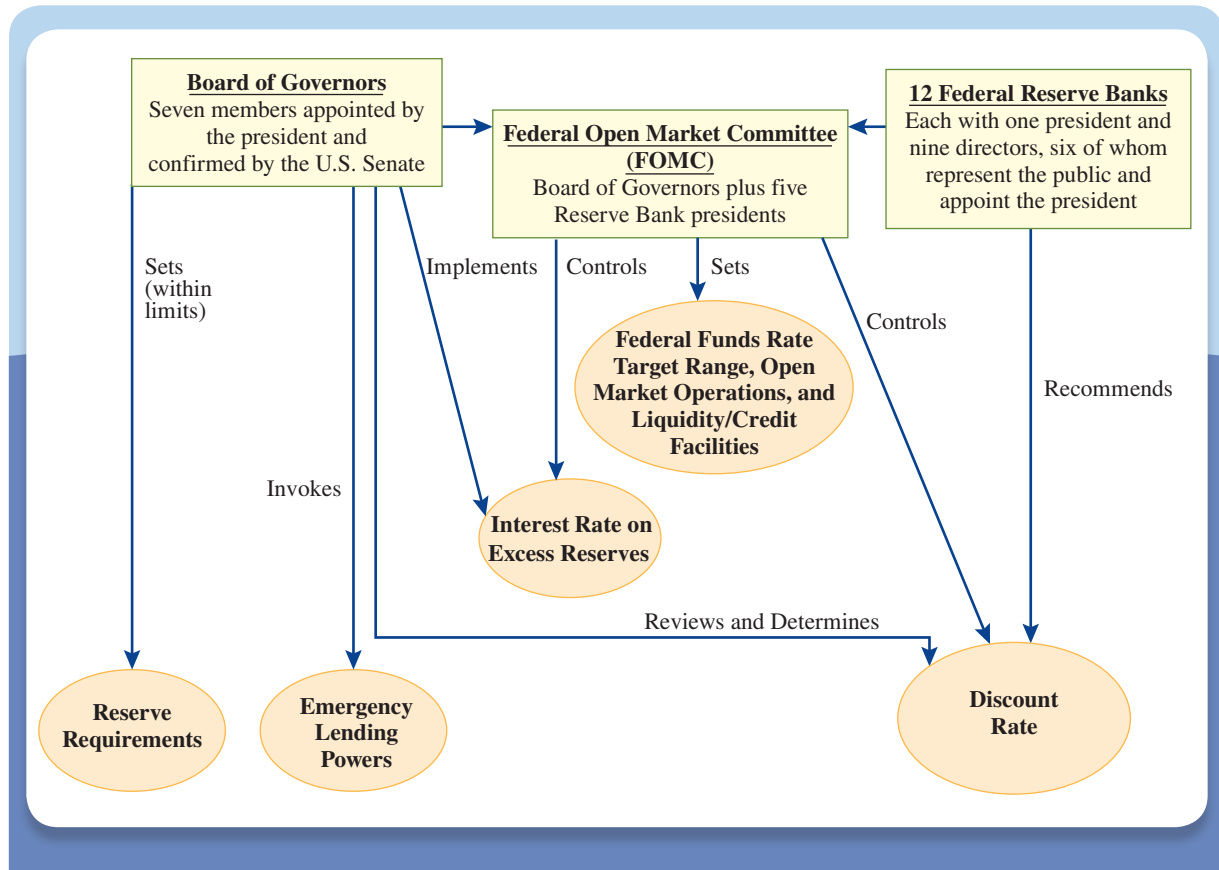 Board of Governors
Seven members appointed by
the president and
confirmed by the U.S. Senate
Federal Open Market Committee
(FOMC)
Board of Governors plus five
Reserve Bank presidents
12 Federal Reserve Banks
Each with one president and
nine directors, six of whom
represent the public and
appoint the president
Sets
(within
limits)
Implements
Controls
Sets
Controls
Recommends
Federal Funds Rate
Target Range, Open
Market Operations, and
Liquidity/Credit
Facilities
Invokes
Interest Rate on
Excess Reserves
Reviews and Determines
Reserve
Requirements
Emergency
Lending
Powers
Discount
Rate